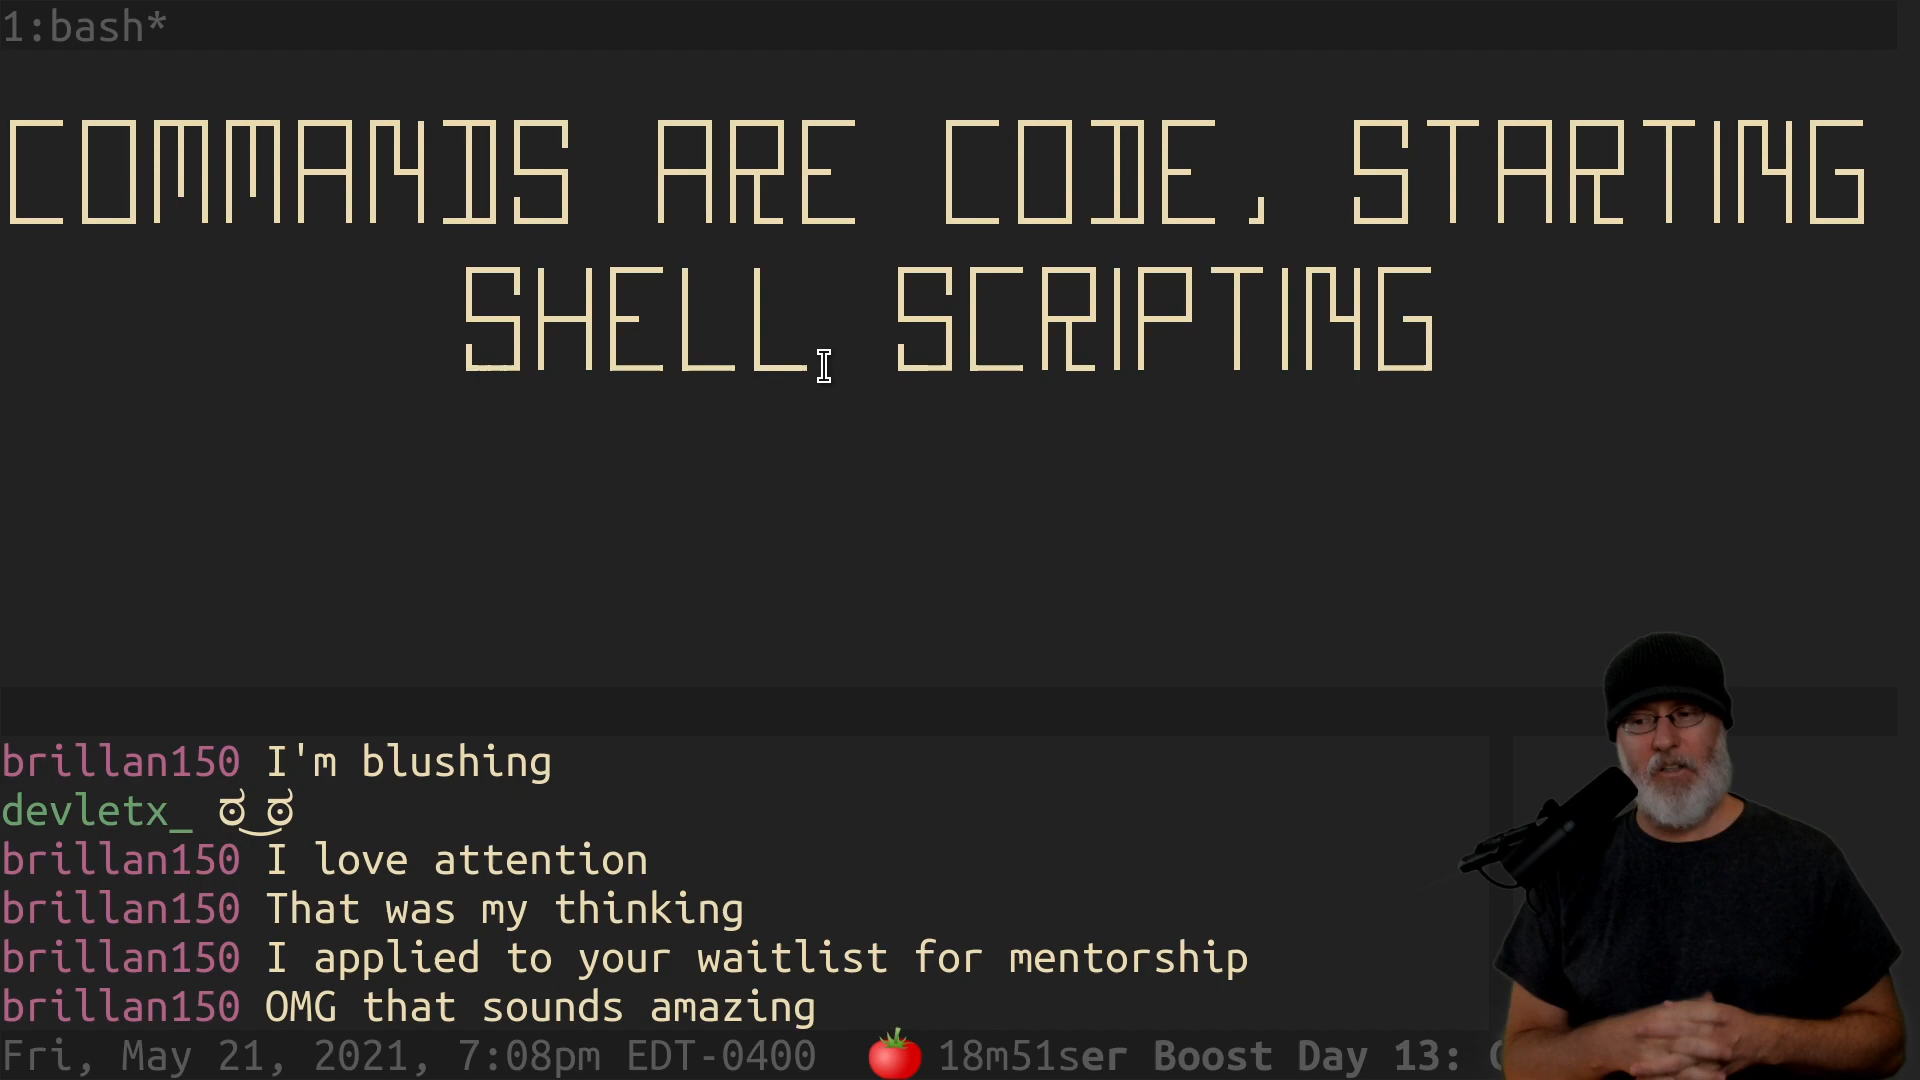 1:bash*
COMMANDS ARE CODE, STARTING
SHELL SCRIPTING
brillan150 I'm blushing
devletx_ ಠ‿ಠ
brillan150 I love attention
brillan150 That was my thinking
brillan150 I applied to your waitlist for mentorship
brillan150 OMG that sounds amazing
Fri, May 21, 2021, 7:08pm EDT-0400 🍅 18m51ser Boost Day 13: